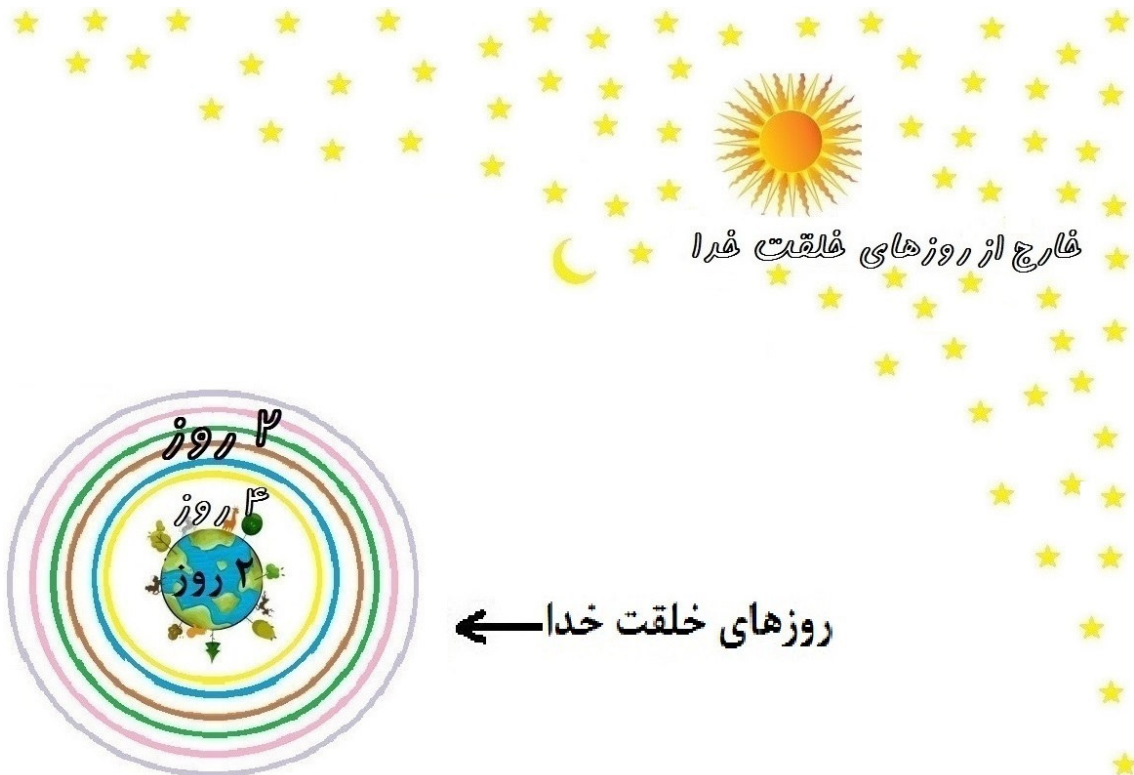 خارج از روزهای خلقت خدا
۲ روز
۴ روز
۲ روز
روزهای خلقت خدا